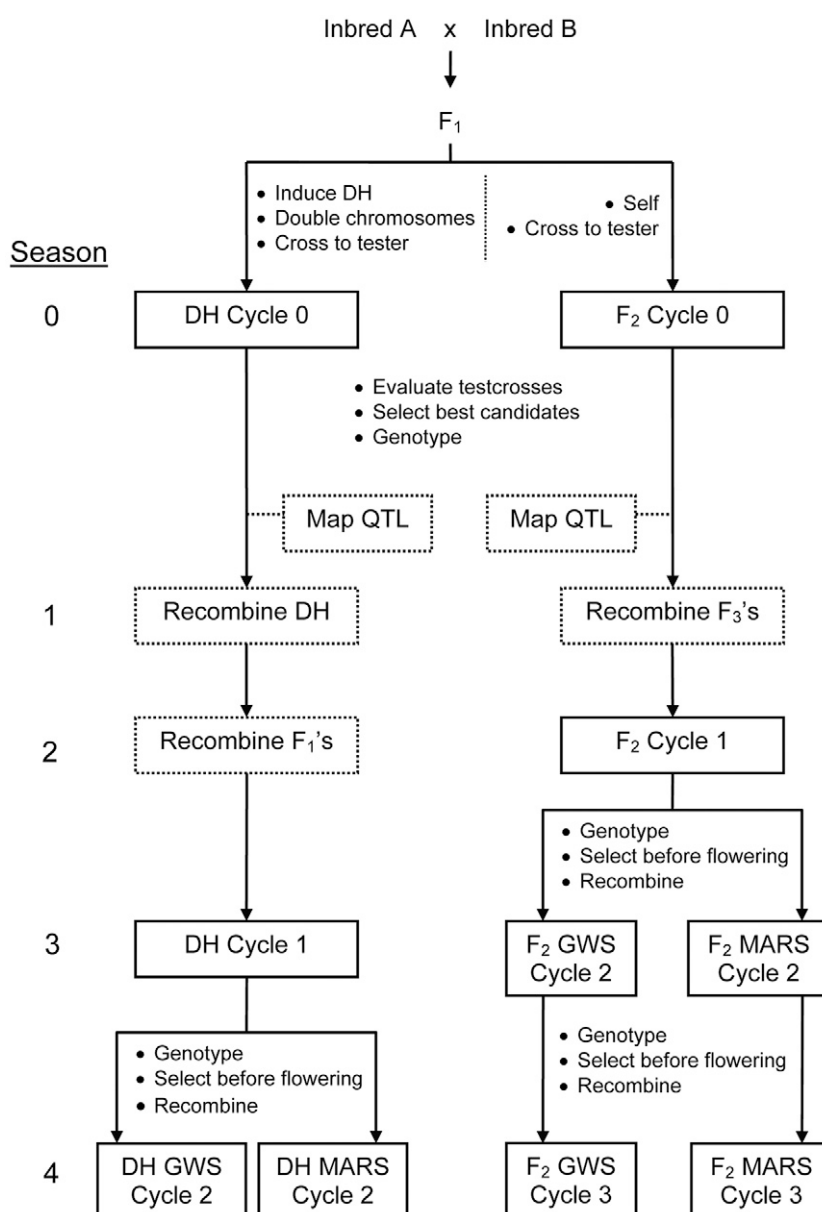 Inbred A x Inbred B
F₁
• Induce DH
• Double chromosomes
• Cross to tester
• Self
• Cross to tester
Season
0
DH Cycle 0
F₂ Cycle 0
• Evaluate testcrosses
• Select best candidates
• Genotype
Map QTL
Map QTL
1
Recombine DH
Recombine F₃'s
2
Recombine F₁'s
F₂ Cycle 1
• Genotype
• Select before flowering
• Recombine
3
DH Cycle 1
F₂ GWS
Cycle 2
F₂ MARS
Cycle 2
• Genotype
• Select before flowering
• Recombine
• Genotype
• Select before flowering
• Recombine
4
DH GWS
Cycle 2
DH MARS
Cycle 2
F₂ GWS
Cycle 3
F₂ MARS
Cycle 3